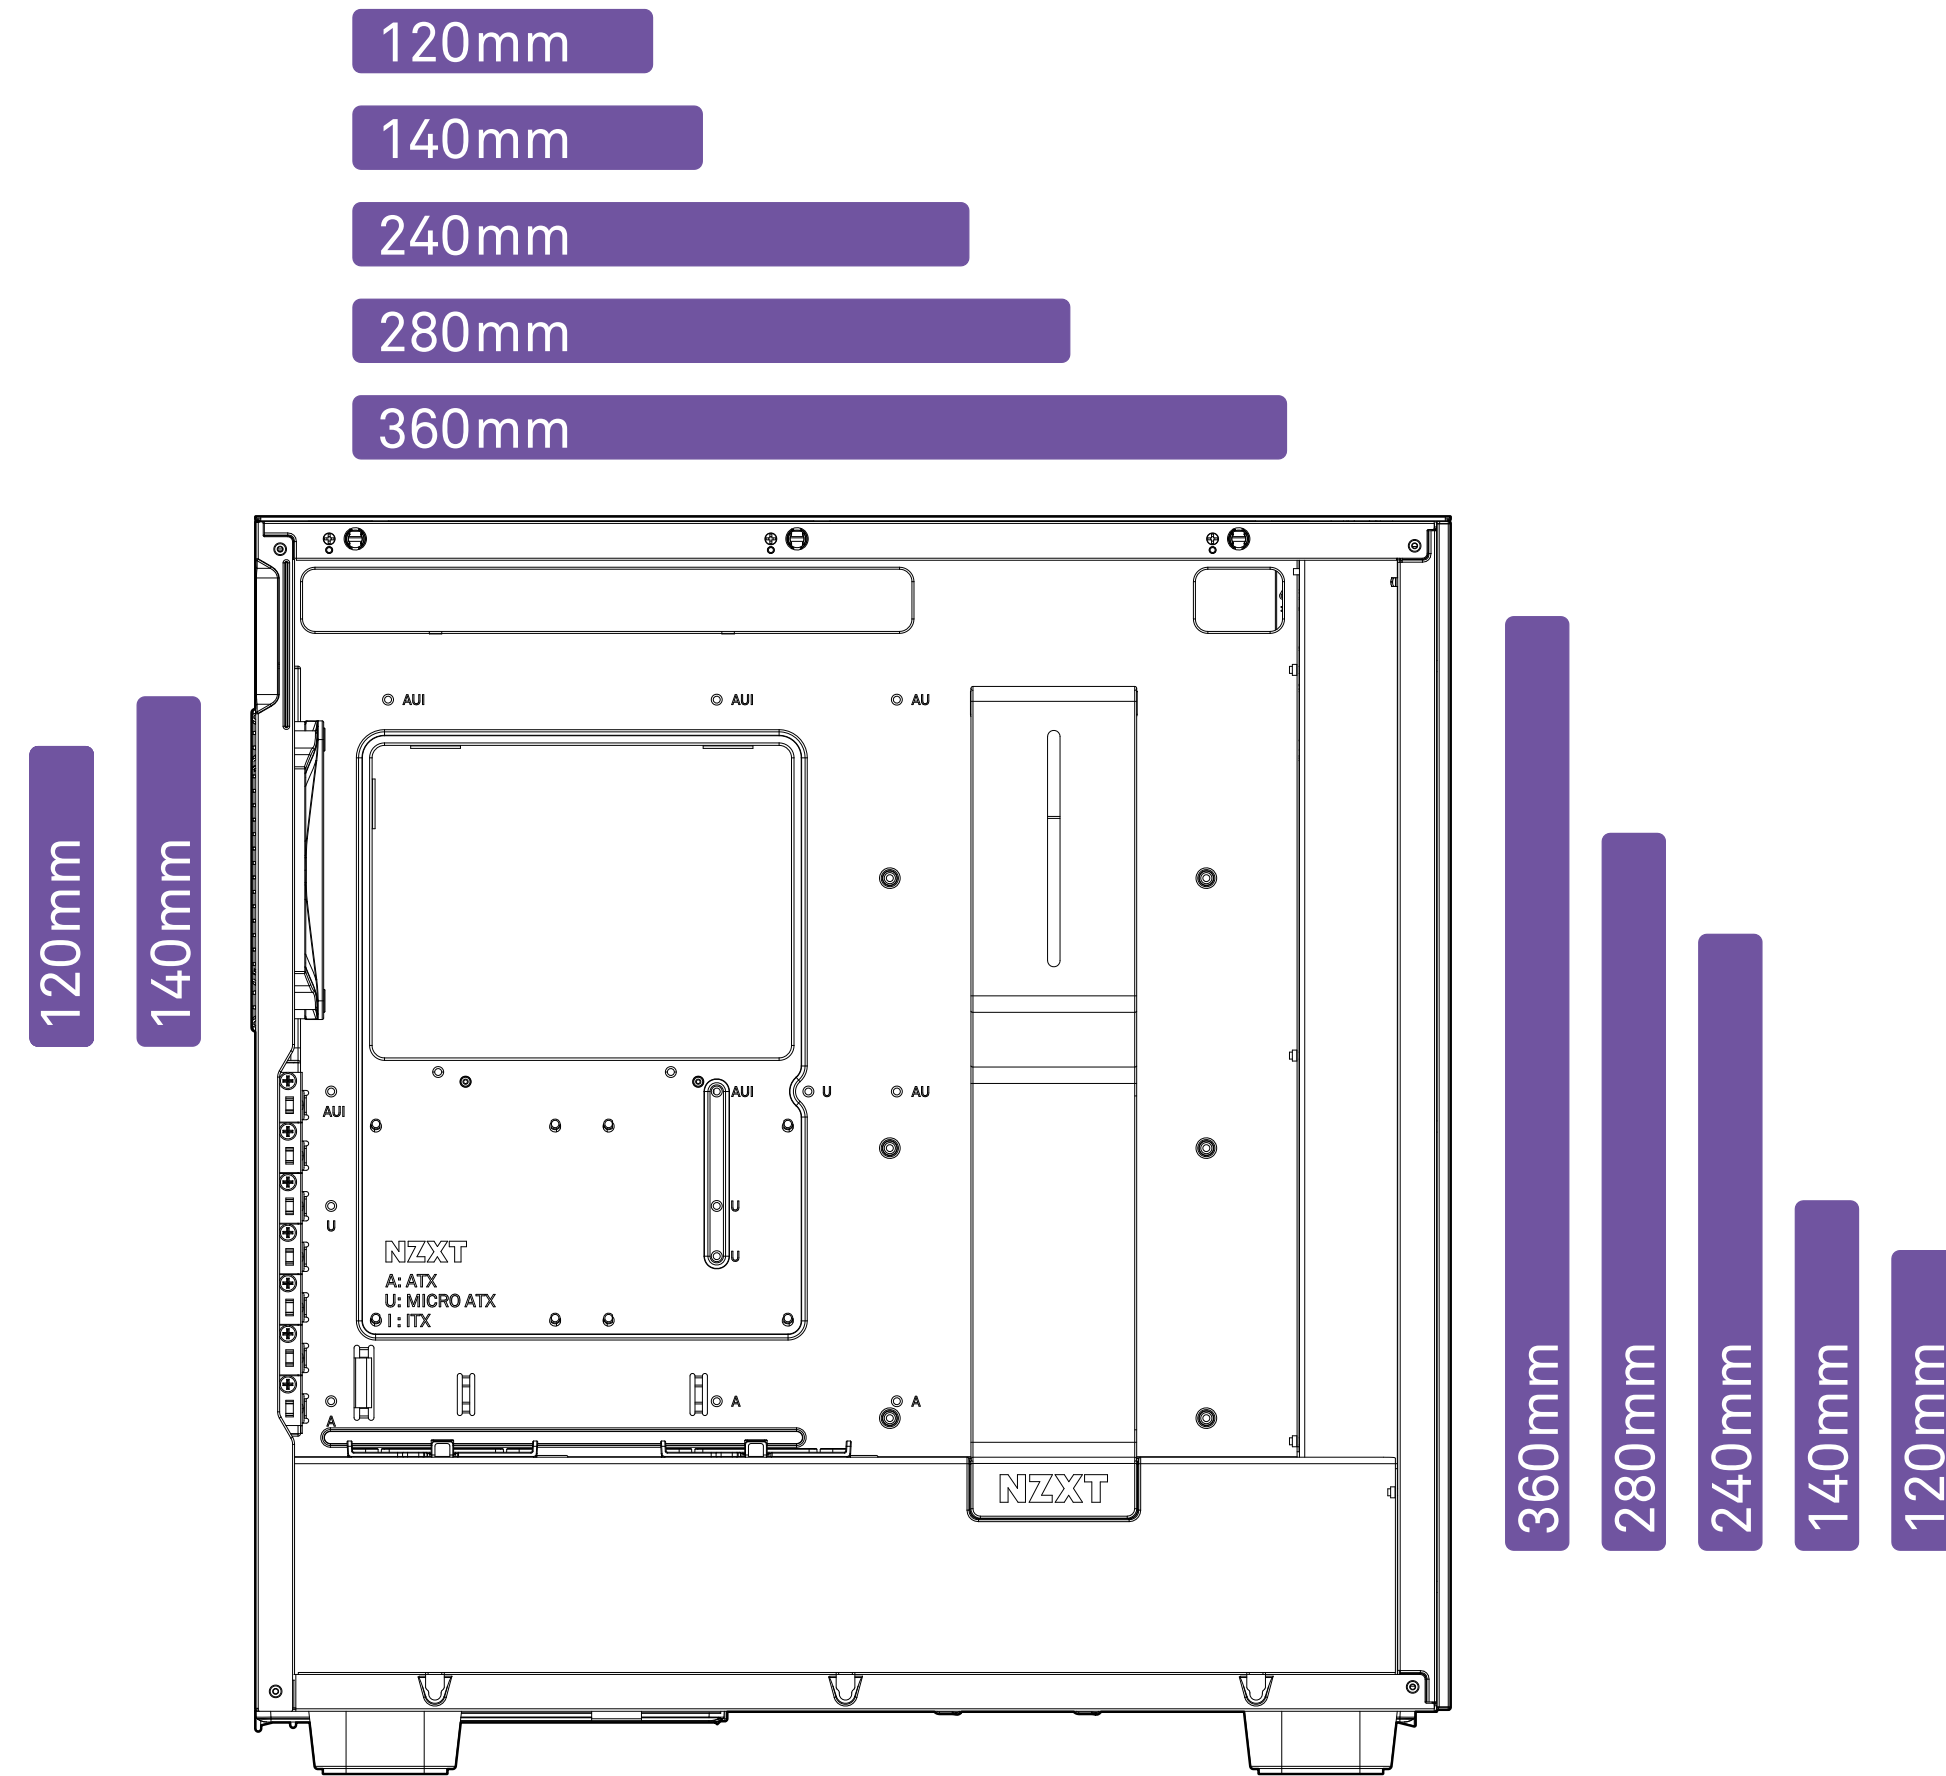 120mm
140mm
240mm
280mm
360mm
120mm
140mm
AUI
AUI
AU
AUI
AUI
U
AU
U
U
U
NZXT
A: ATX
U: MICRO ATX
I : ITX
A
A
A
NZXT
360mm
280mm
240mm
140mm
120mm